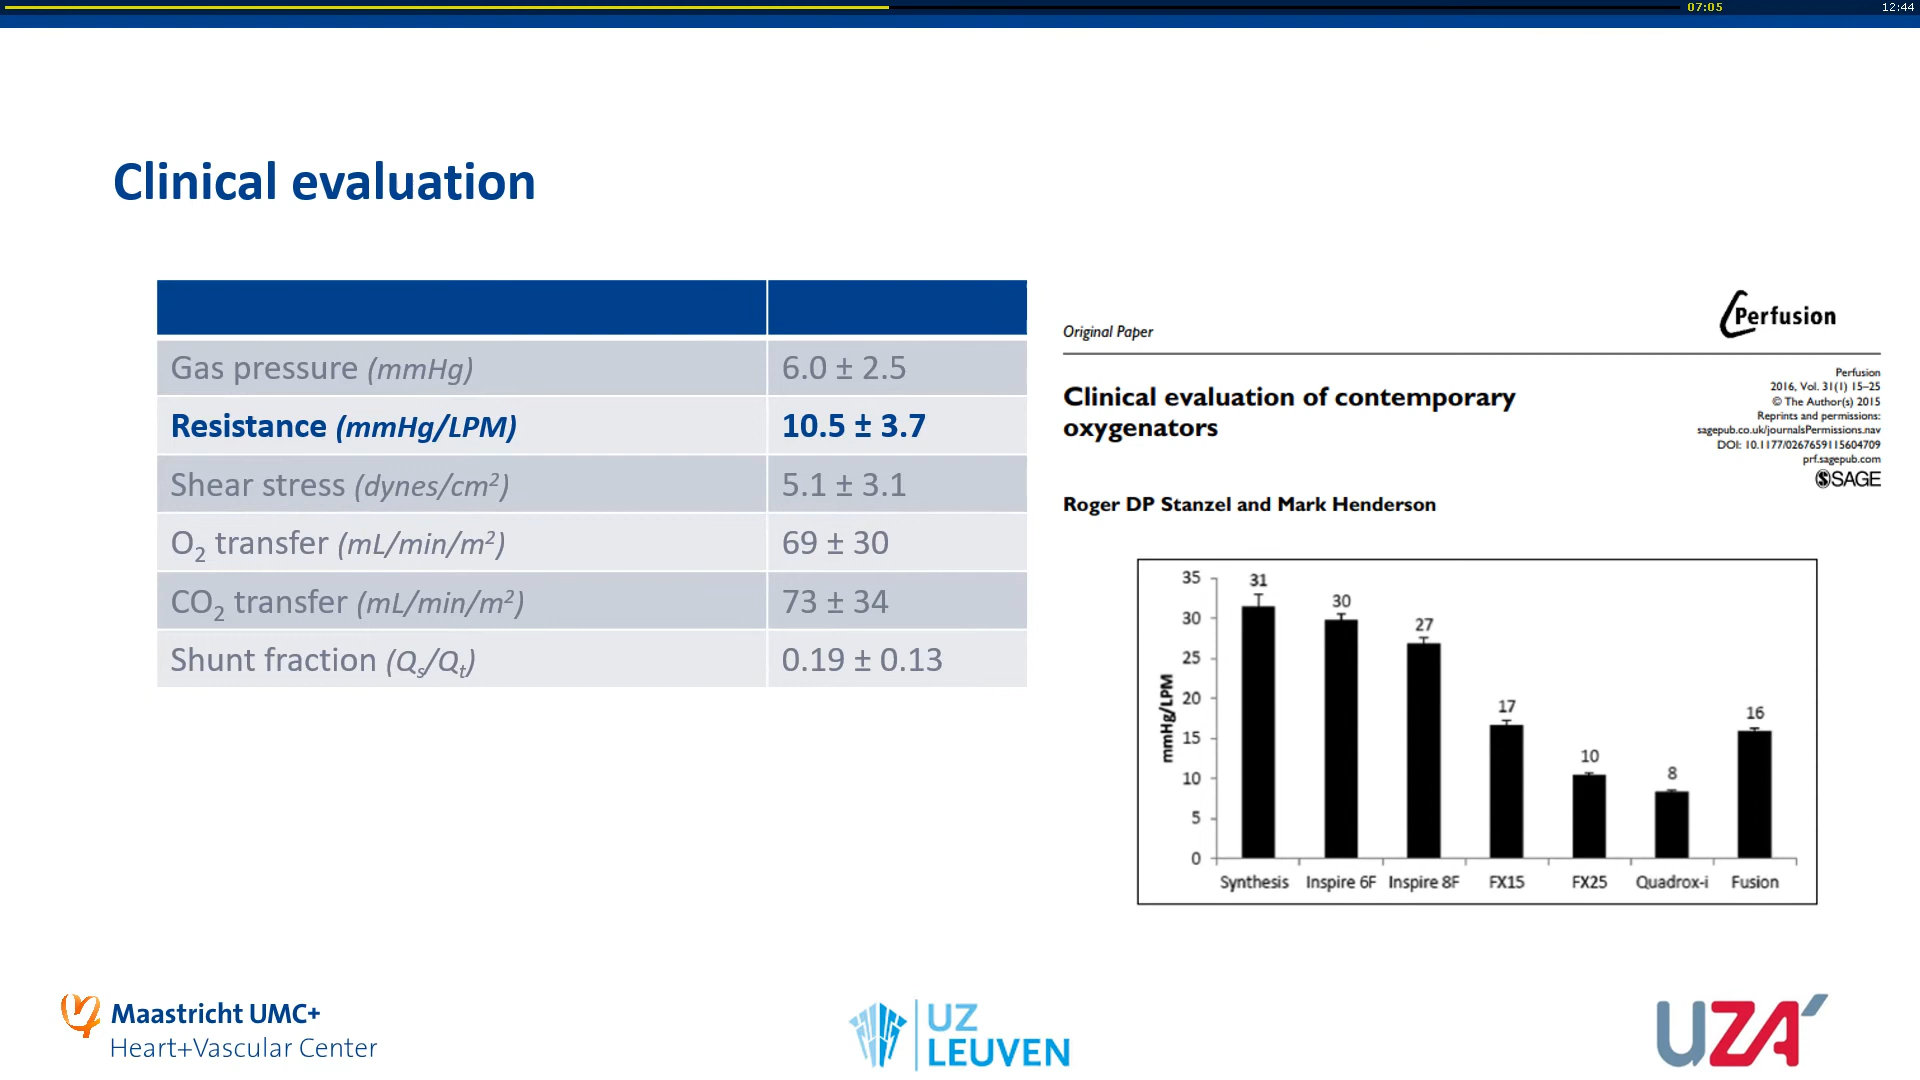 07:05
12:44
Clinical evaluation
Gas pressure (mmHg) 6.0 ± 2.5
Resistance (mmHg/LPM) 10.5 ± 3.7
Shear stress (dynes/cm²) 5.1 ± 3.1
O₂ transfer (mL/min/m²) 69 ± 30
CO₂ transfer (mL/min/m²) 73 ± 34
Shunt fraction (Qₛ/Qₜ) 0.19 ± 0.13
Perfusion
Original Paper
Perfusion
2016, Vol. 31(1) 15–25
© The Author(s) 2015
Reprints and permissions:
sagepub.co.uk/journalsPermissions.nav
DOI: 10.1177/0267659115604709
prf.sagepub.com
SAGE
Clinical evaluation of contemporary
oxygenators
Roger DP Stanzel and Mark Henderson
mmHg/LPM
35
30
25
20
15
10
5
0
31
30
27
17
10
8
16
Synthesis Inspire 6F Inspire 8F FX15 FX25 Quadrox-i Fusion
Maastricht UMC+
Heart+Vascular Center
UZ
LEUVEN
UZA